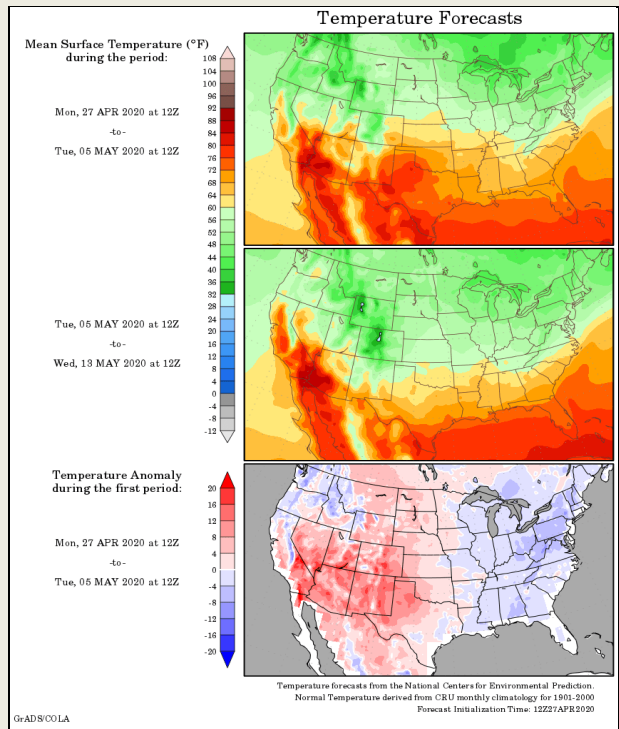 Temperature Forecasts
Mean Surface Temperature (°F)
during the period:
Mon, 27 APR 2020 at 12Z
-to-
Tue, 05 MAY 2020 at 12Z
108
104
100
96
92
88
84
80
76
72
68
64
60
56
52
48
44
40
36
32
28
24
20
16
12
8
4
0
-4
-8
-12
Tue, 05 MAY 2020 at 12Z
-to-
Wed, 13 MAY 2020 at 12Z
Temperature Anomaly
during the first period:
Mon, 27 APR 2020 at 12Z
-to-
Tue, 05 MAY 2020 at 12Z
20
16
12
8
4
0
-4
-8
-12
-16
-20
Temperature forecasts from the National Centers for Environmental Prediction.
Normal Temperature derived from CRU monthly climatology for 1901-2000
Forecast Initialization Time: 12Z27APR2020
GrADS/COLA